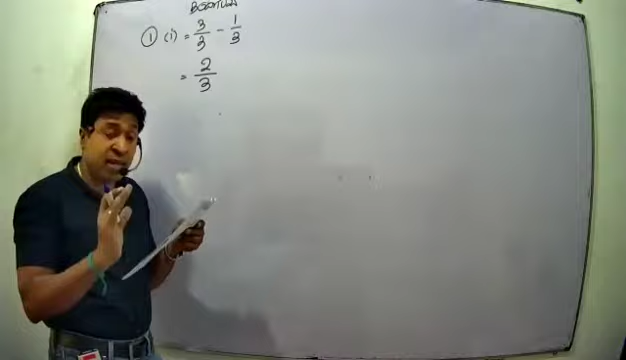 ① (i) = 3/3 - 1/3
= 2/3